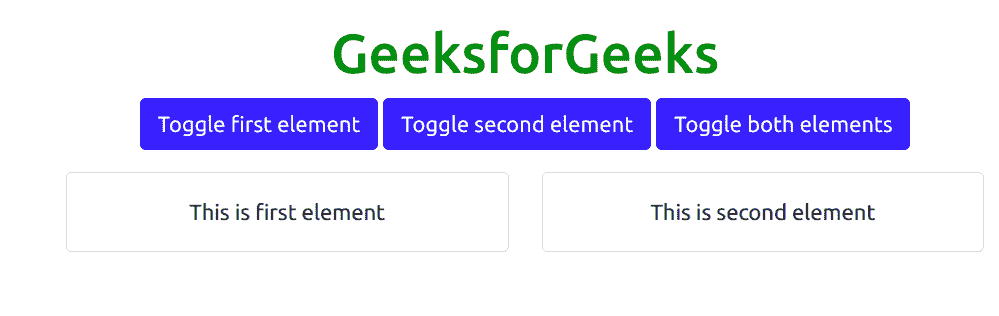 GeeksforGeeks
Toggle first element Toggle second element Toggle both elements
This is first element This is second element